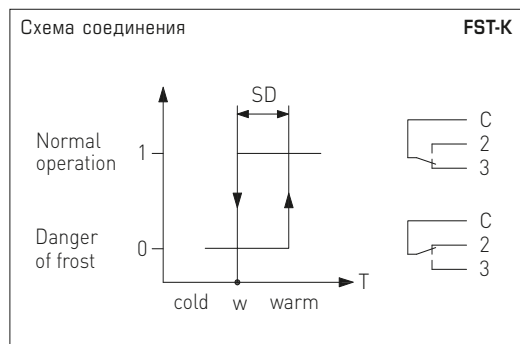 Схема соединения FST-K
SD
Normal
operation
1
C
2
3
Danger
of frost
0
C
2
3
T
cold w warm